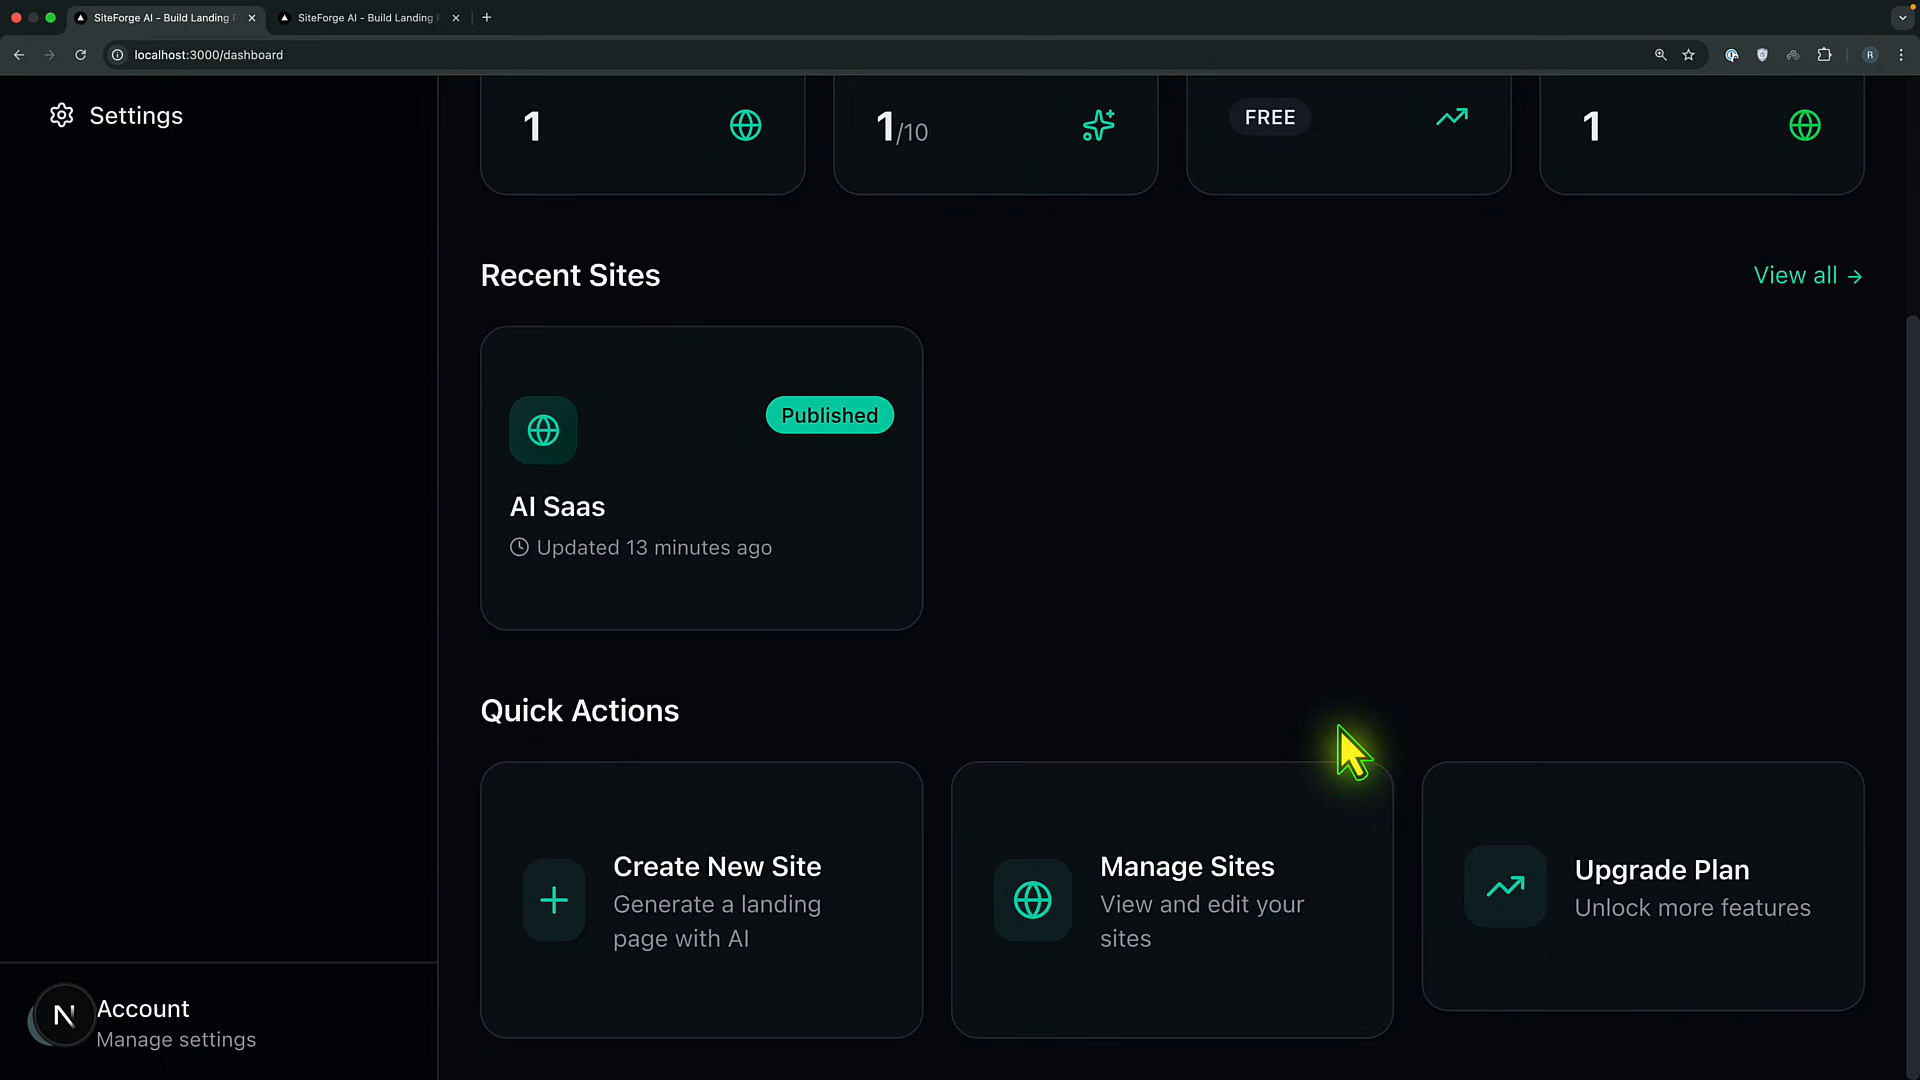 SiteForge AI - Build Landing P
SiteForge AI - Build Landing
localhost:3000/dashboard
R
Settings
1
1/10
FREE
1
Recent Sites
View all →
Published
AI Saas
Updated 13 minutes ago
Quick Actions
Create New Site
Generate a landing
page with AI
Manage Sites
View and edit your
sites
Upgrade Plan
Unlock more features
N
Account
Manage settings